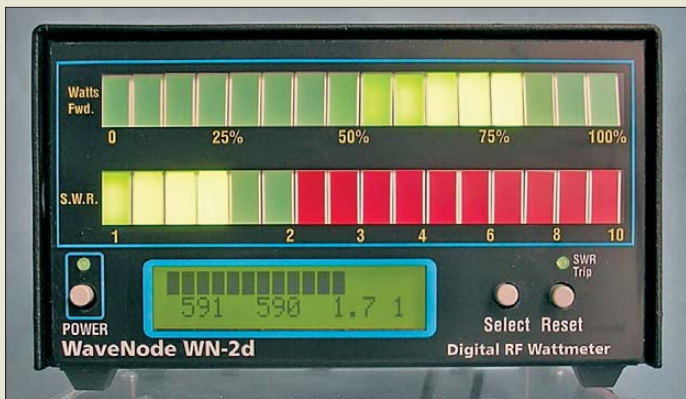 Watts
Fwd.
0 25% 50% 75% 100%
S.W.R.
1 2 3 4 6 8 10
591 590 1.7 1
SWR
Trip
POWER
Select Reset
WaveNode WN-2d
Digital RF Wattmeter